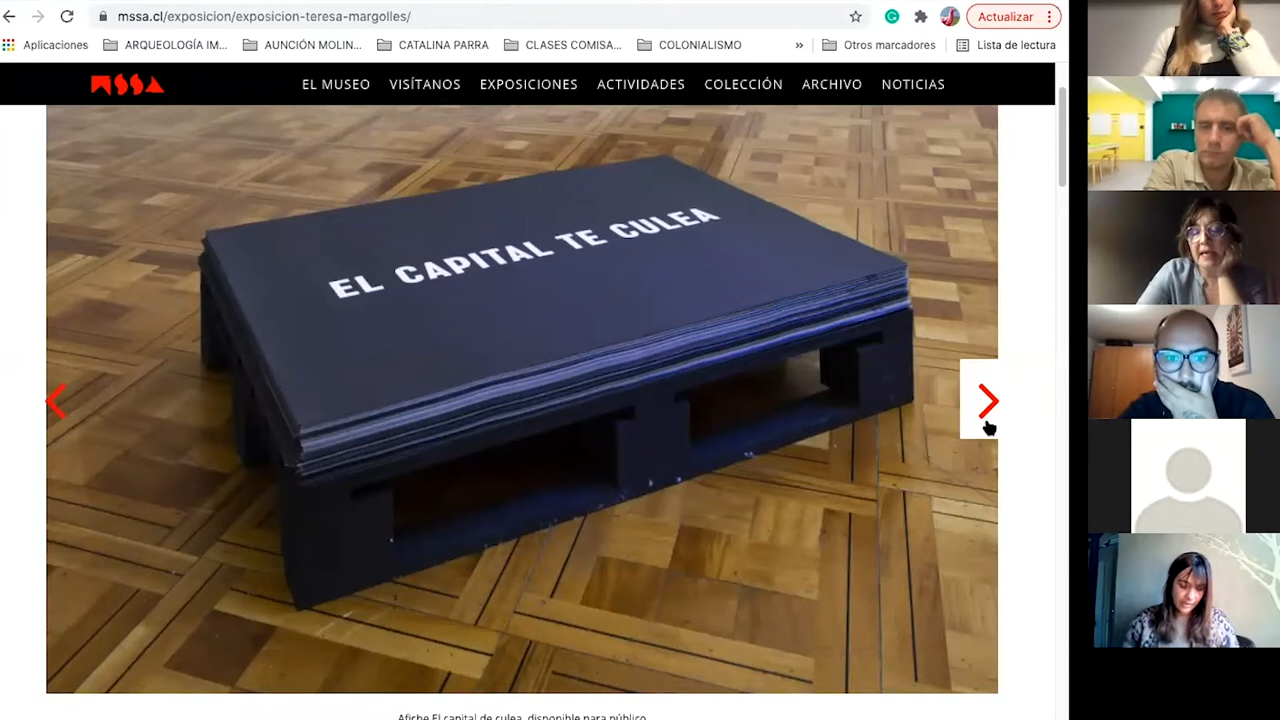 mssa.cl/exposicion/exposicion-teresa-margolles/
Actualizar
Aplicaciones
ARQUEOLOGÍA IM...
AUNCIÓN MOLIN...
CATALINA PARRA
CLASES COMISA...
COLONIALISMO
»
Otros marcadores
Lista de lectura
MSSA
EL MUSEO
VISÍTANOS
EXPOSICIONES
ACTIVIDADES
COLECCIÓN
ARCHIVO
NOTICIAS
EL CAPITAL TE CULEA
Afiche El capital de culea, disponible para público